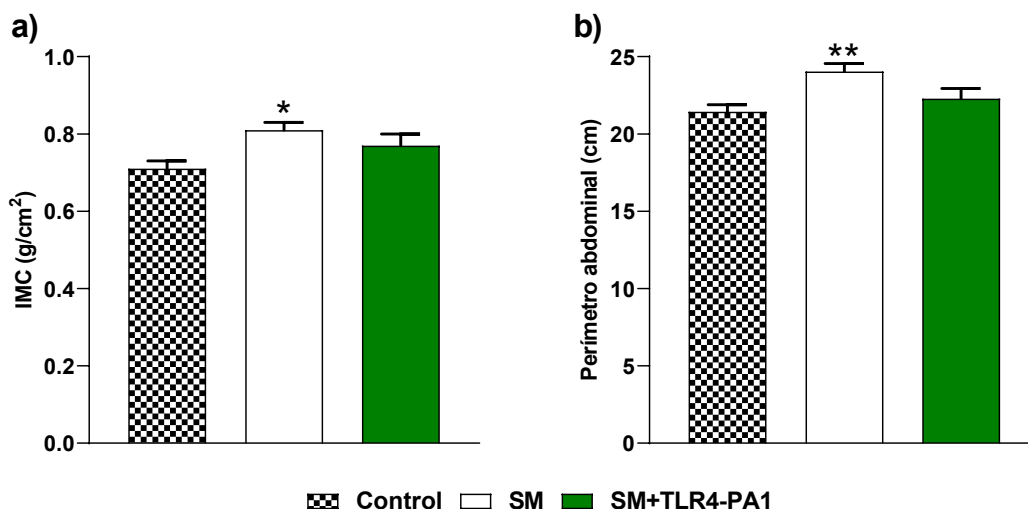 a)
1.0
0.8
0.6
0.4
0.2
0.0
IMC (g/cm²)
*
b)
25
20
15
10
5
0
Perímetro abdominal (cm)
**
Control SM SM+TLR4-PA1